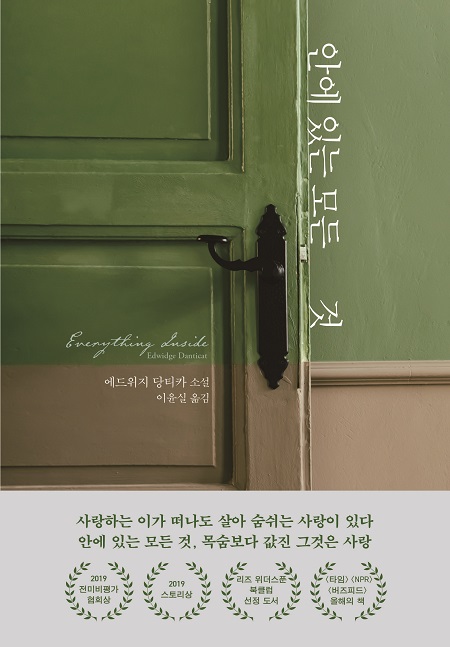 안에 있는 모든 것
Everything Inside
Edwidge Danticat
에드위지 당티카 소설
이윤실 옮김
사랑하는 이가 떠나도 살아 숨쉬는 사랑이 있다
안에 있는 모든 것, 목숨보다 값진 그것은 사랑
2019
전미비평가
협회상
2019
스토리상
리즈 위더스푼
북클럽
선정 도서
〈타임〉 〈NPR〉
〈버즈피드〉
올해의 책